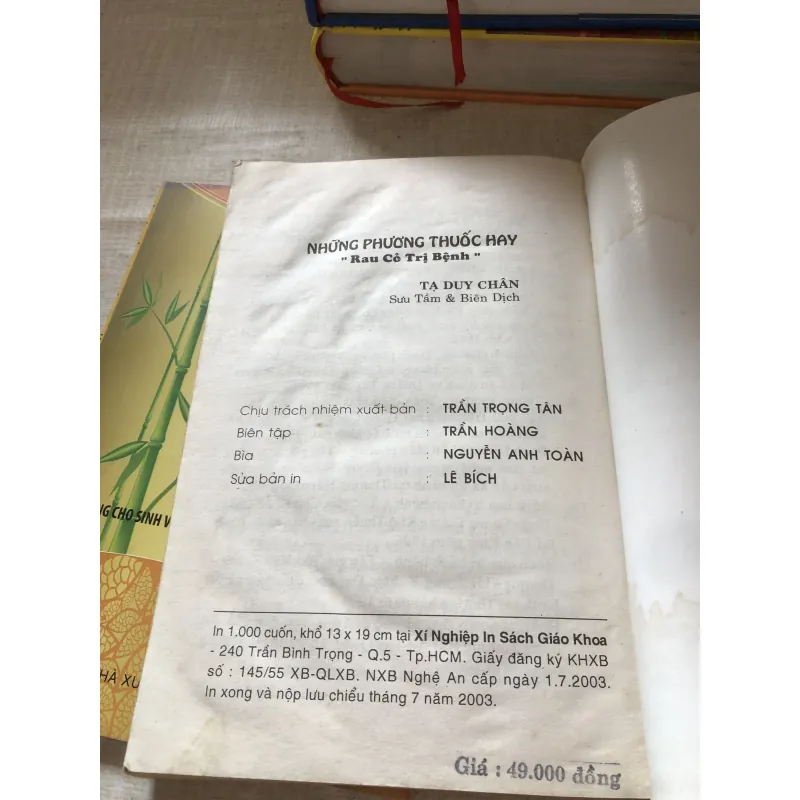 NHỮNG PHƯƠNG THUỐC HAY
" Rau Cỏ Trị Bệnh "
TẠ DUY CHÂN
Sưu Tầm & Biên Dịch
Chịu trách nhiệm xuất bản : TRẦN TRỌNG TÂN
Biên tập : TRẦN HOÀNG
Bìa : NGUYỄN ANH TOÀN
Sửa bản in : LÊ BÍCH
In 1.000 cuốn, khổ 13 x 19 cm tại Xí Nghiệp In Sách Giáo Khoa
- 240 Trần Bình Trọng - Q.5 - Tp.HCM. Giấy đăng ký KHXB
số : 145/55 XB-QLXB. NXB Nghệ An cấp ngày 1.7.2003.
In xong và nộp lưu chiểu tháng 7 năm 2003.
Giá : 49.000 đồng
CHO SINH